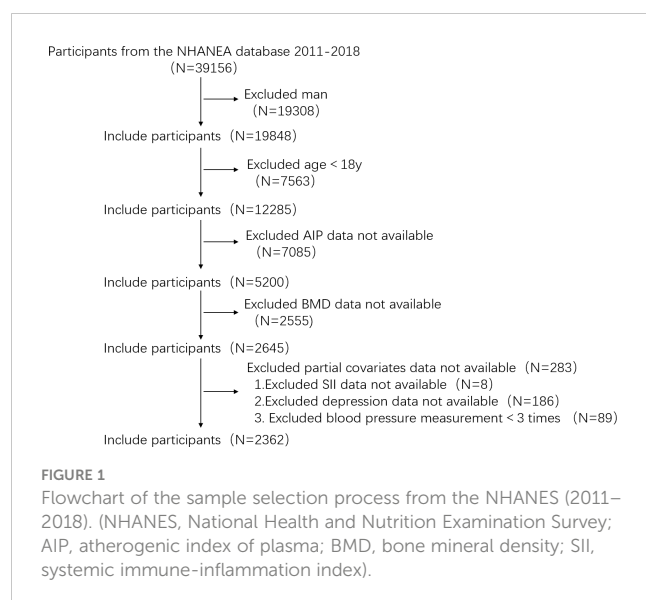 Participants from the NHANEA database 2011-2018
(N=39156)
Excluded man
(N=19308)
Include participants (N=19848)
Excluded age < 18y
(N=7563)
Include participants (N=12285)
Excluded AIP data not available
(N=7085)
Include participants (N=5200)
Excluded BMD data not available
(N=2555)
Include participants (N=2645)
Excluded partial covariates data not available (N=283)
1.Excluded SII data not available (N=8)
2.Excluded depression data not available (N=186)
3. Excluded blood pressure measurement < 3 times (N=89)
Include participants (N=2362)
FIGURE 1
Flowchart of the sample selection process from the NHANES (2011–
2018). (NHANES, National Health and Nutrition Examination Survey;
AIP, atherogenic index of plasma; BMD, bone mineral density; SII,
systemic immune-inflammation index).